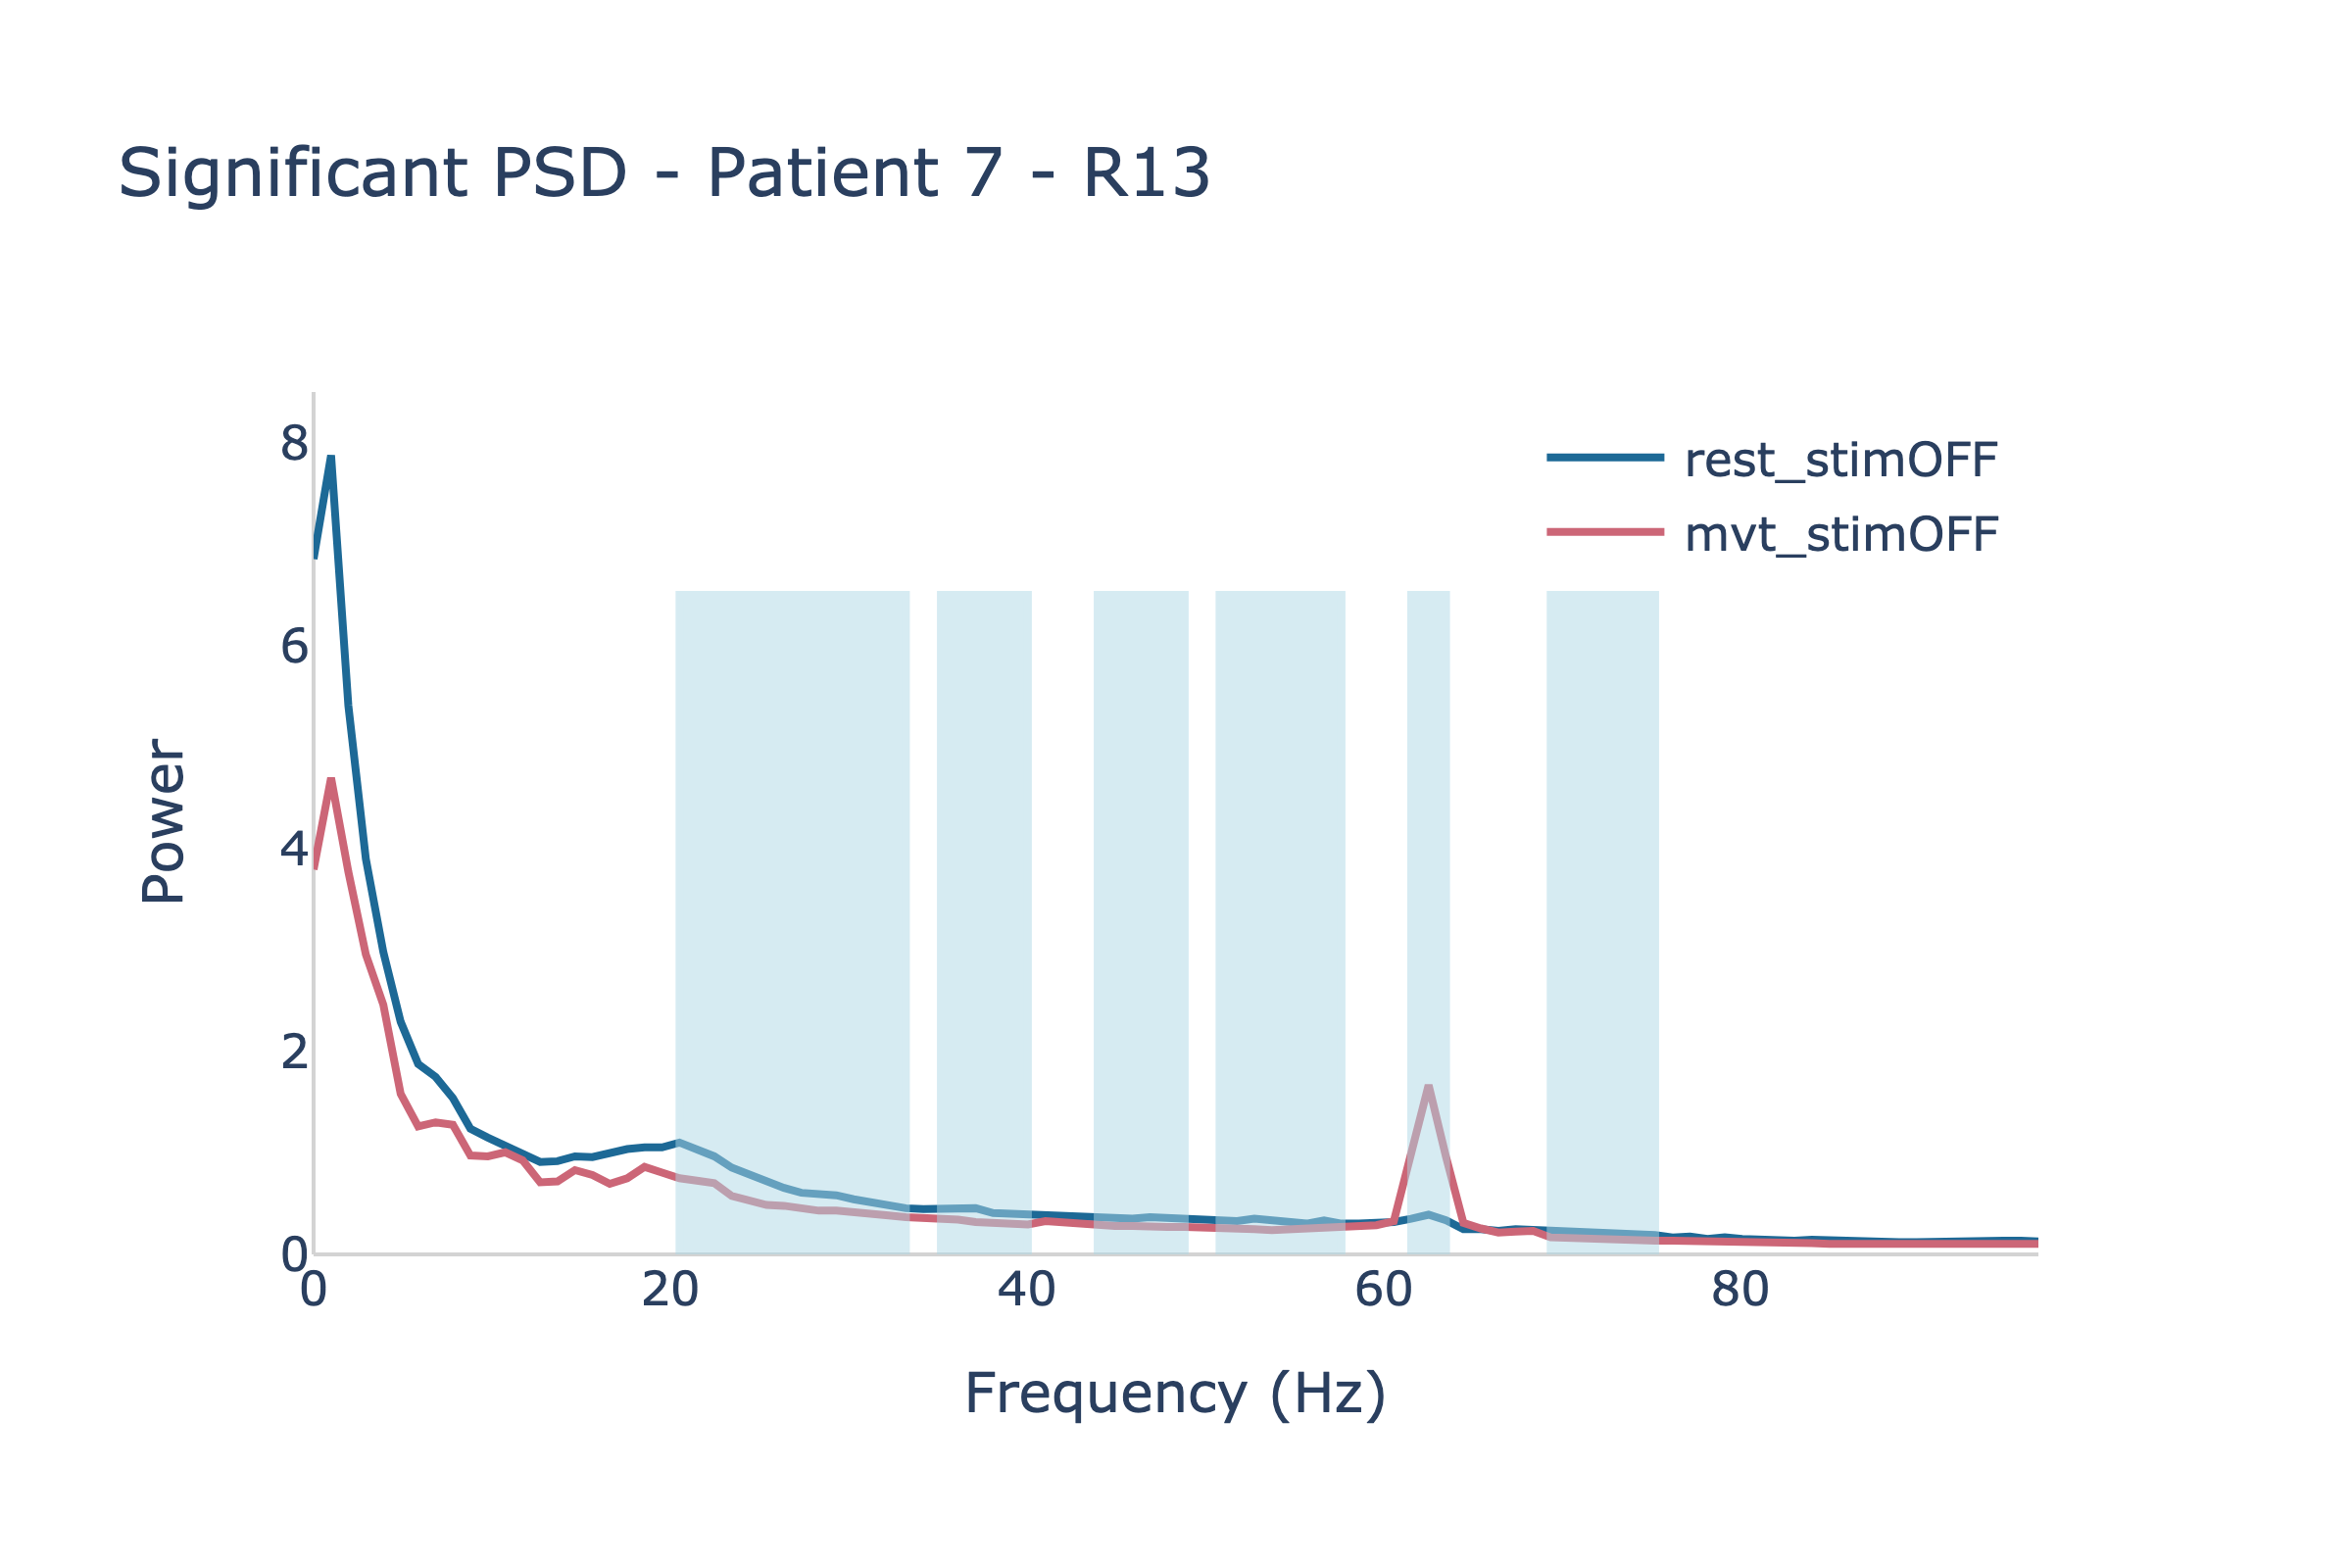 Significant PSD - Patient 7 - R13
rest_stimOFF
mvt_stimOFF
Power
8
6
4
2
0
0 20 40 60 80
Frequency (Hz)